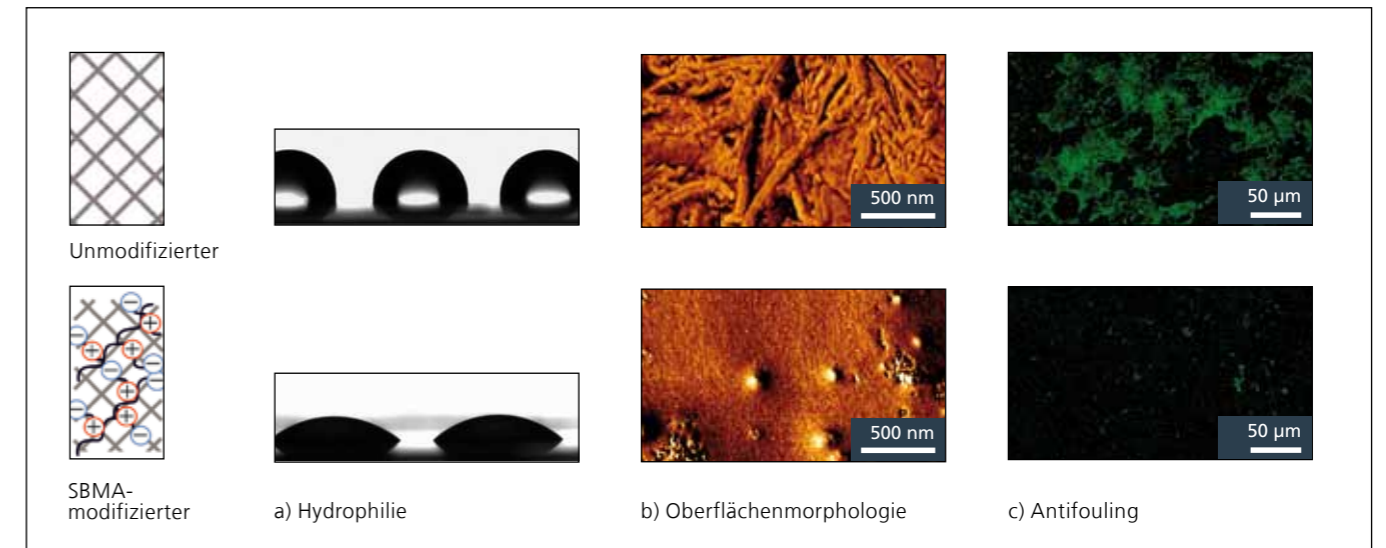 500 nm
50 µm
Unmodifizierter
500 nm
50 µm
SBMA-
modifizierter
a) Hydrophilie
b) Oberflächenmorphologie
c) Antifouling